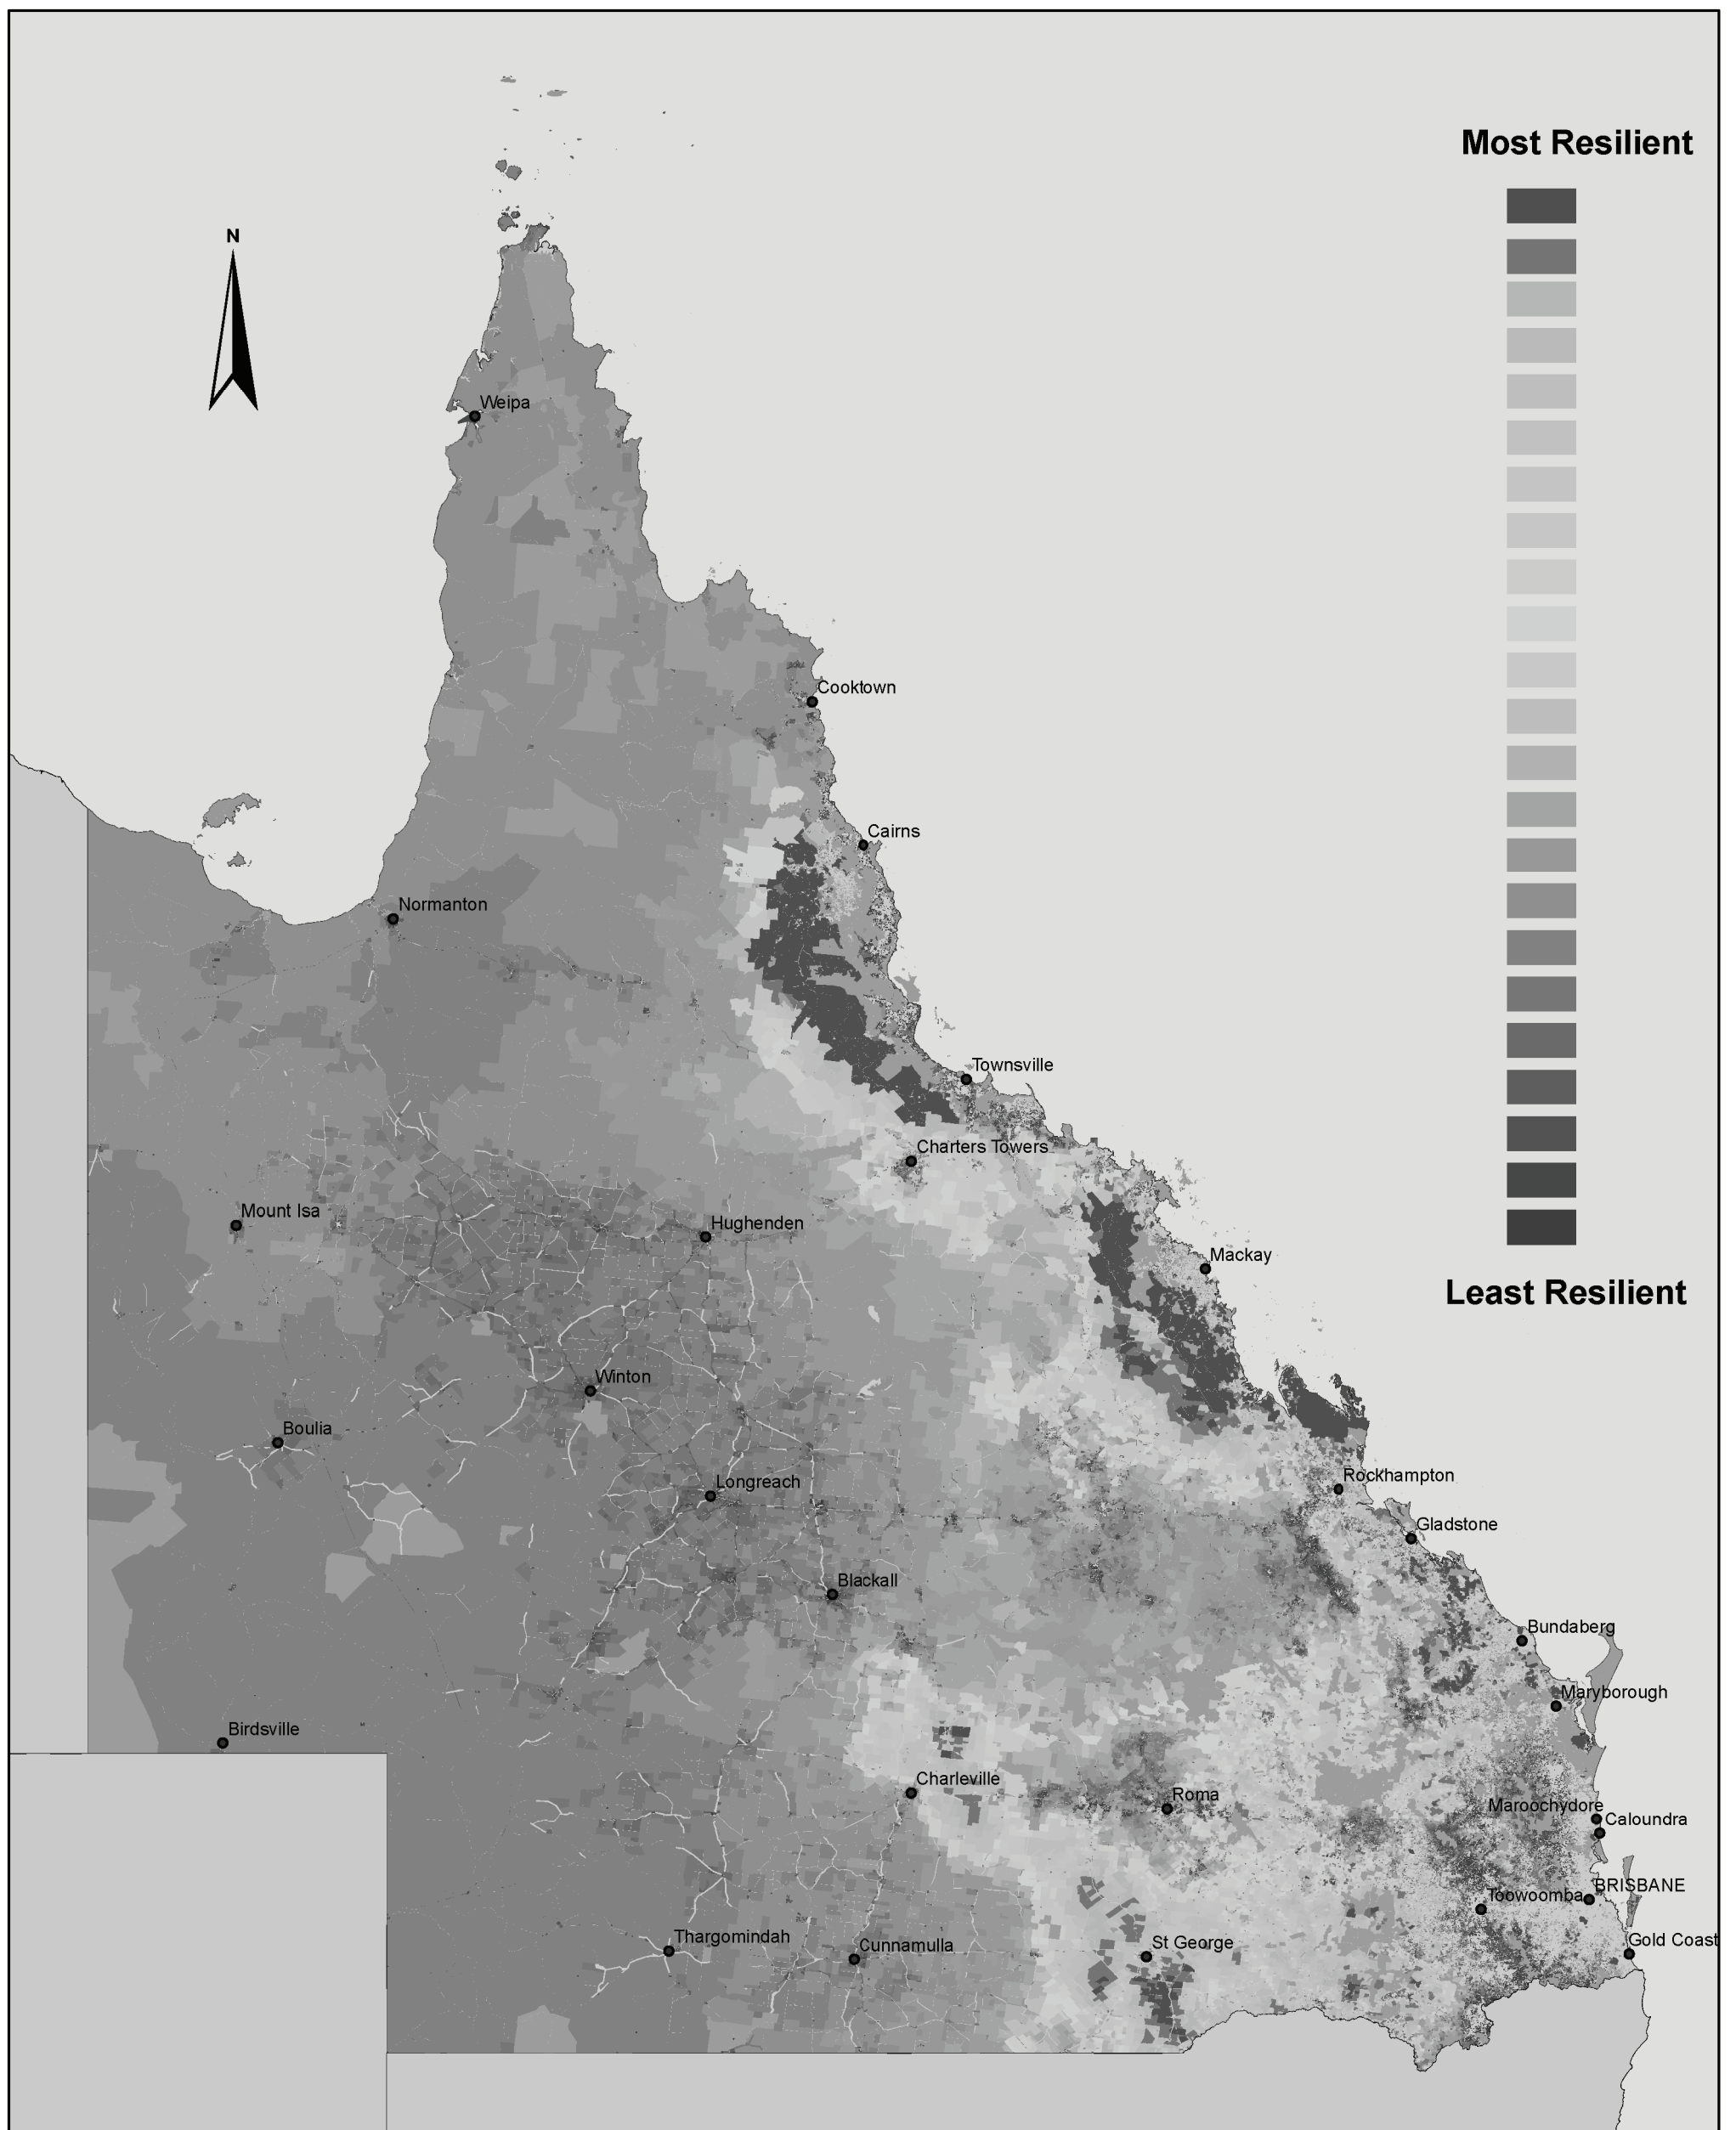 Most Resilient
N
Weipa
Cooktown
Cairns
Normanton
Townsville
Charters Towers
Mount Isa
Hughenden
Mackay
Least Resilient
Winton
Boulia
Longreach
Rockhampton
Gladstone
Blackall
Bundaberg
Maryborough
Birdsville
Charleville
Roma
Maroochydore
Caloundra
BRISBANE
Toowoomba
Thargomindah
Cunnamulla
St George
Gold Coast